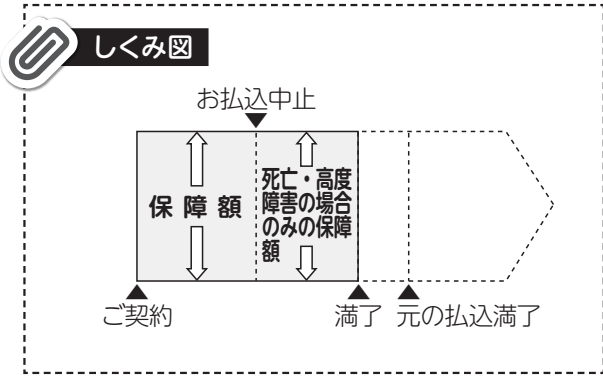 しくみ図
お払込中止
保障額
死亡・高度
障害の場合
のみの保障
額
ご契約
満了
元の払込満了